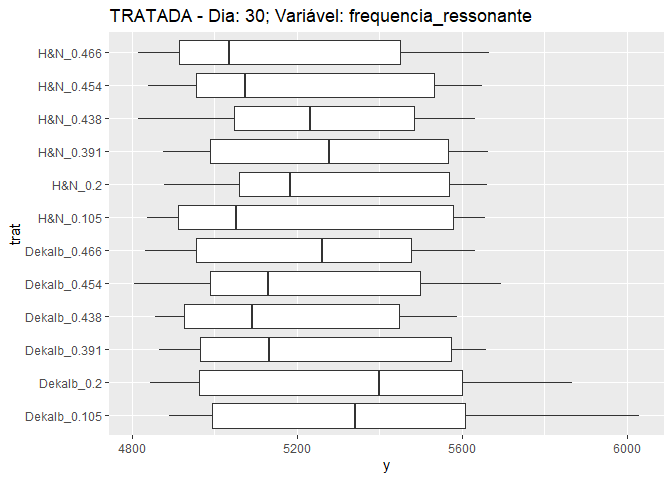 TRATADA - Dia: 30; Variável: frequencia_ressonante
H&N_0.466
H&N_0.454
H&N_0.438
H&N_0.391
H&N_0.2
H&N_0.105
Dekalb_0.466
Dekalb_0.454
Dekalb_0.438
Dekalb_0.391
Dekalb_0.2
Dekalb_0.105
trat
4800 5200 5600 6000
y